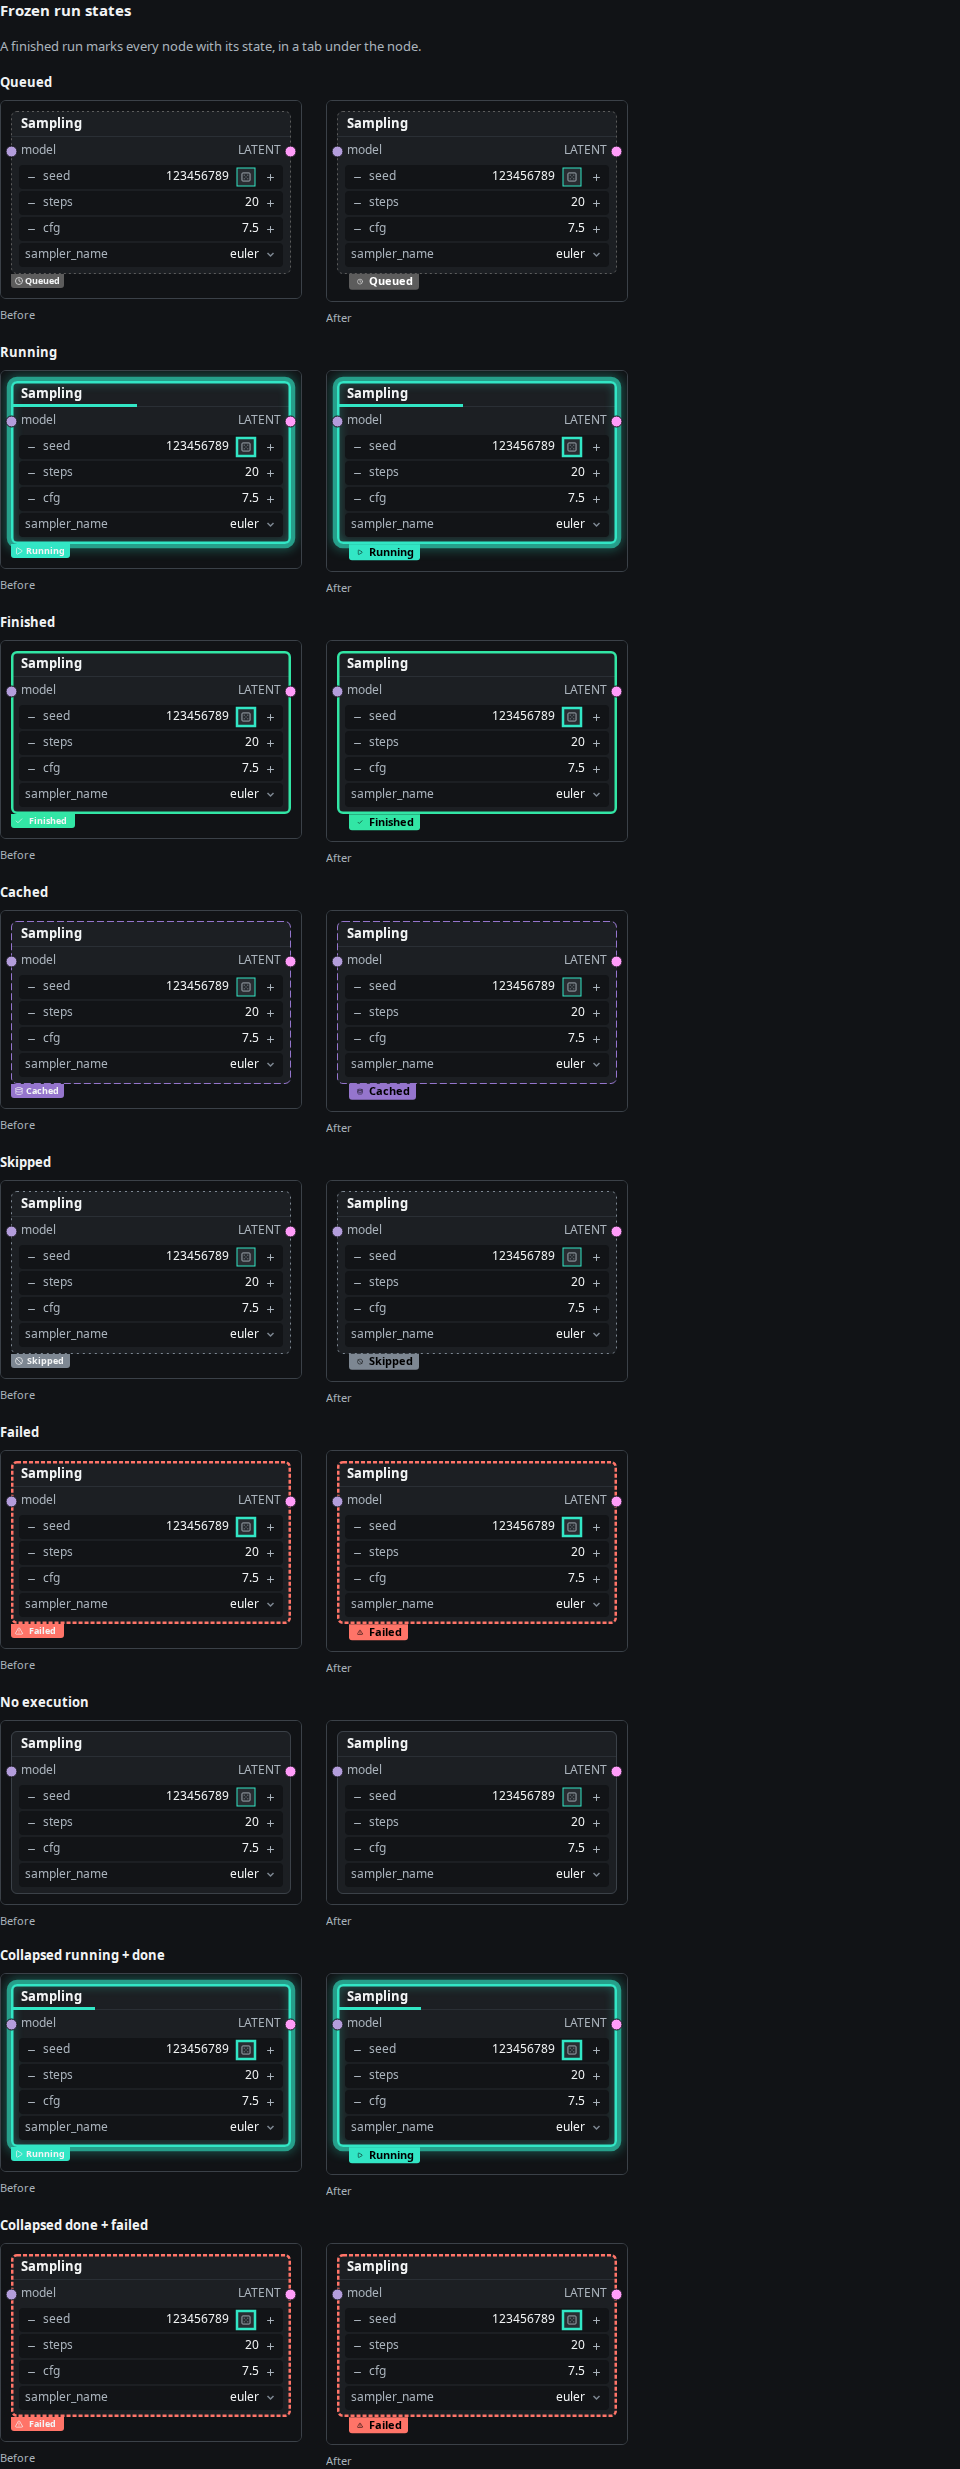 Frozen run states
A finished run marks every node with its state, in a tab under the node.
Queued
Sampling Sampling
model LATENT model LATENT
– seed 123456789 + – seed 123456789 +
– steps 20 + – steps 20 +
– cfg 7.5 + – cfg 7.5 +
sampler_name euler sampler_name euler
Queued Queued
Before After
Running
Sampling Sampling
model LATENT model LATENT
– seed 123456789 + – seed 123456789 +
– steps 20 + – steps 20 +
– cfg 7.5 + – cfg 7.5 +
sampler_name euler sampler_name euler
Running Running
Before After
Finished
Sampling Sampling
model LATENT model LATENT
– seed 123456789 + – seed 123456789 +
– steps 20 + – steps 20 +
– cfg 7.5 + – cfg 7.5 +
sampler_name euler sampler_name euler
Finished Finished
Before After
Cached
Sampling Sampling
model LATENT model LATENT
– seed 123456789 + – seed 123456789 +
– steps 20 + – steps 20 +
– cfg 7.5 + – cfg 7.5 +
sampler_name euler sampler_name euler
Cached Cached
Before After
Skipped
Sampling Sampling
model LATENT model LATENT
– seed 123456789 + – seed 123456789 +
– steps 20 + – steps 20 +
– cfg 7.5 + – cfg 7.5 +
sampler_name euler sampler_name euler
Skipped Skipped
Before After
Failed
Sampling Sampling
model LATENT model LATENT
– seed 123456789 + – seed 123456789 +
– steps 20 + – steps 20 +
– cfg 7.5 + – cfg 7.5 +
sampler_name euler sampler_name euler
Failed Failed
Before After
No execution
Sampling Sampling
model LATENT model LATENT
– seed 123456789 + – seed 123456789 +
– steps 20 + – steps 20 +
– cfg 7.5 + – cfg 7.5 +
sampler_name euler sampler_name euler
Before After
Collapsed running + done
Sampling Sampling
model LATENT model LATENT
– seed 123456789 + – seed 123456789 +
– steps 20 + – steps 20 +
– cfg 7.5 + – cfg 7.5 +
sampler_name euler sampler_name euler
Running Running
Before After
Collapsed done + failed
Sampling Sampling
model LATENT model LATENT
– seed 123456789 + – seed 123456789 +
– steps 20 + – steps 20 +
– cfg 7.5 + – cfg 7.5 +
sampler_name euler sampler_name euler
Failed Failed
Before After